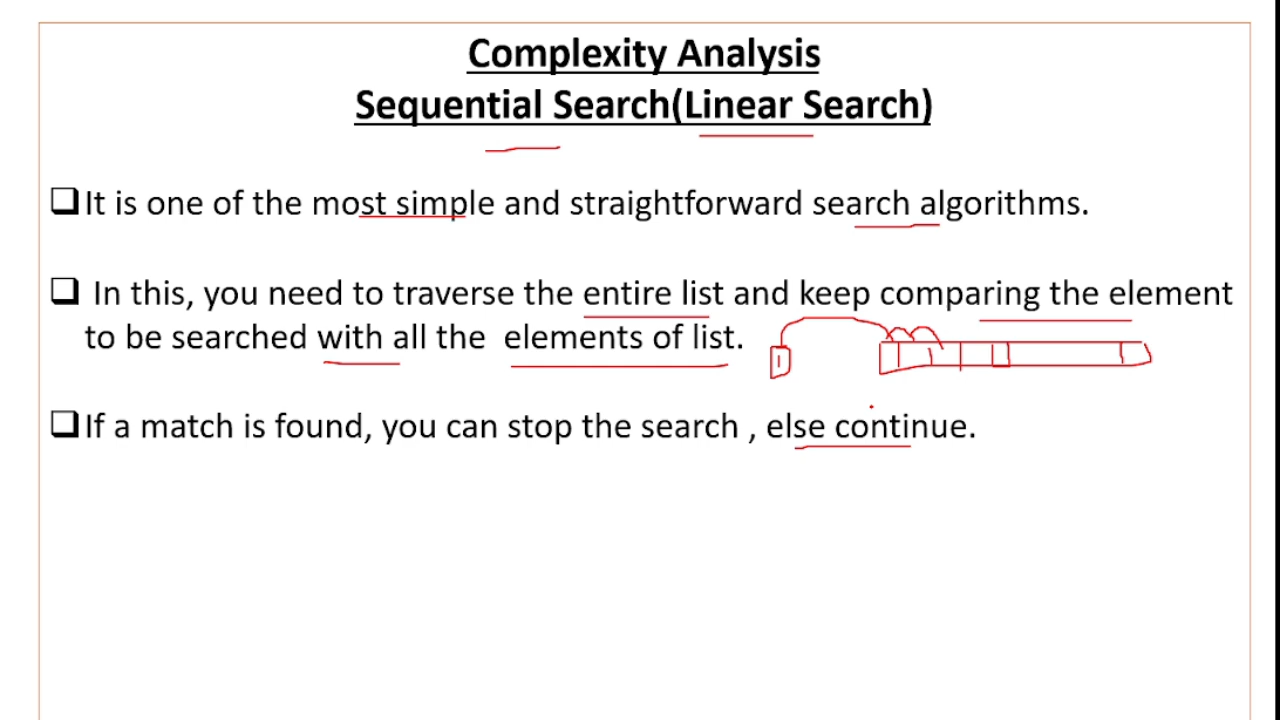 Complexity Analysis
Sequential Search(Linear Search)
It is one of the most simple and straightforward search algorithms.
In this, you need to traverse the entire list and keep comparing the element
to be searched with all the elements of list.
If a match is found, you can stop the search , else continue.